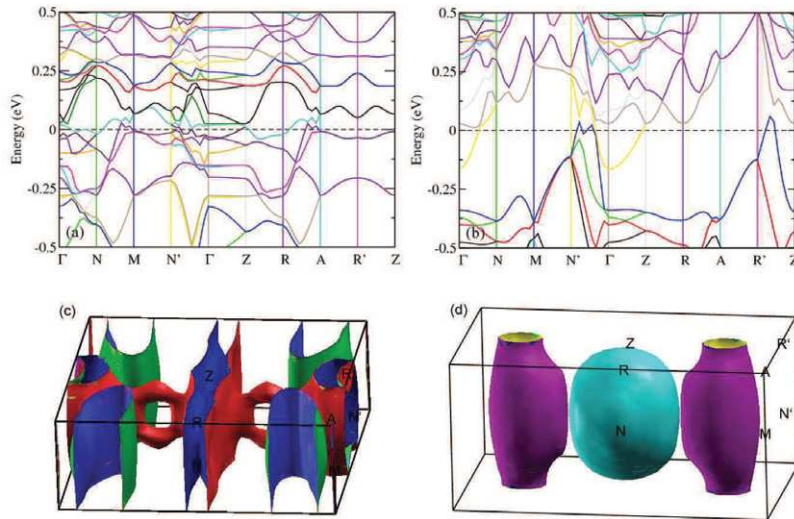 0.5
0.25
0
-0.25
-0.5
Energy (eV)
(a)
Γ N M N' Γ Z R A R' Z
0.5
0.25
0
-0.25
-0.5
Energy (eV)
(b)
Γ N M N' Γ Z R A R' Z
(c)
Z
R
R
A
N'
M
(d)
Z
R'
R
A
N'
N
M